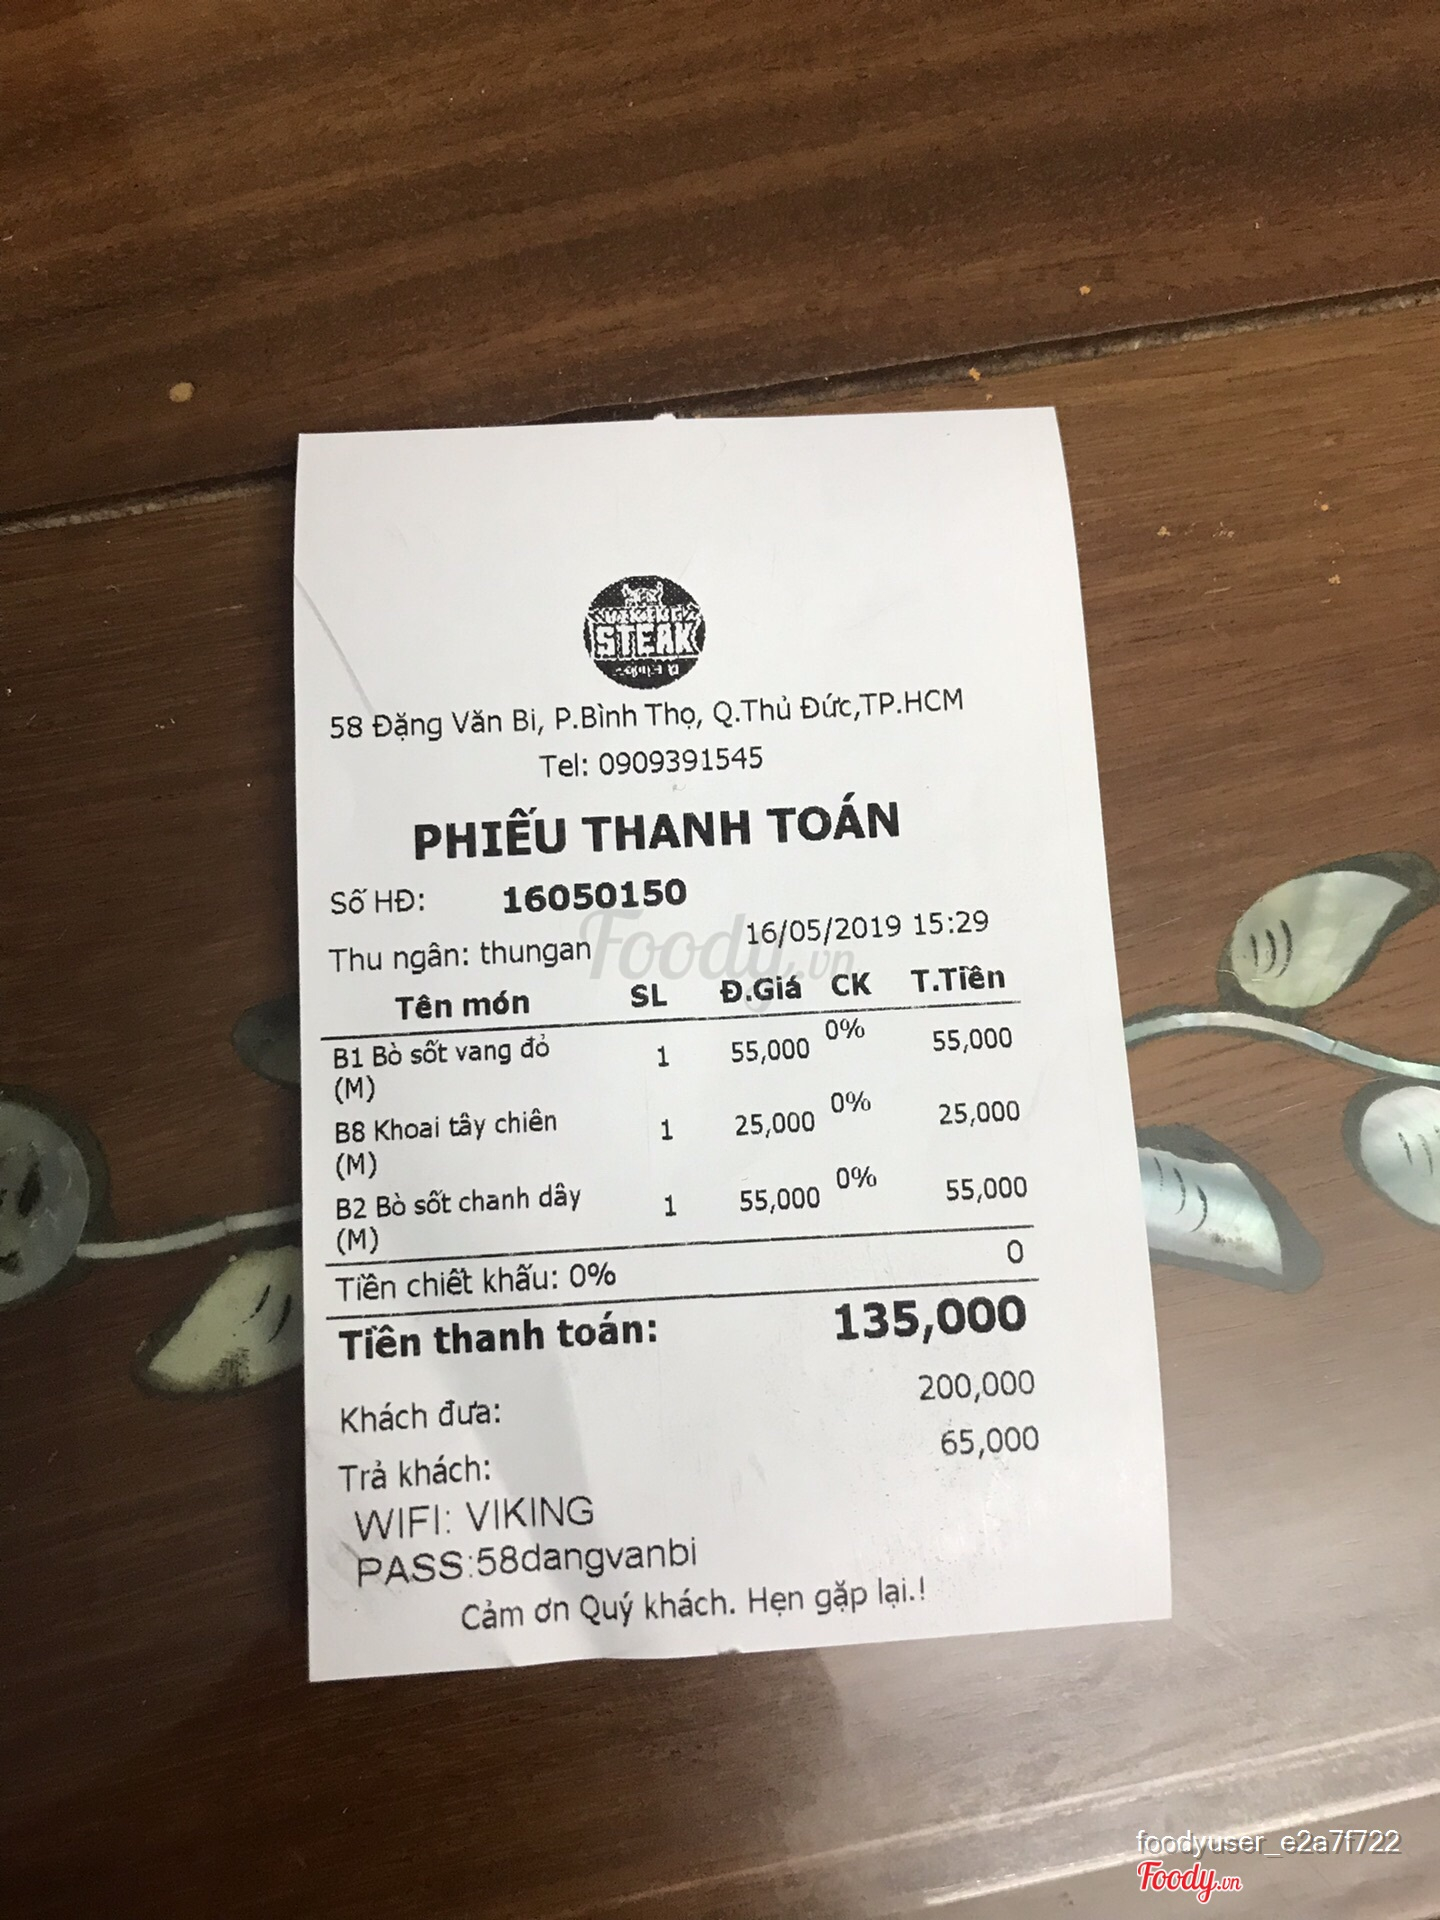 VIKING
STEAK
58 Đặng Văn Bi, P.Bình Thọ, Q.Thủ Đức,TP.HCM
Tel: 0909391545
PHIẾU THANH TOÁN
Số HĐ: 16050150
Thu ngân: thungan 16/05/2019 15:29
Tên món SL Đ.Giá CK T.Tiền
B1 Bò sốt vang đỏ 1 55,000 0% 55,000
(M)
B8 Khoai tây chiên 1 25,000 0% 25,000
(M)
B2 Bò sốt chanh dây 1 55,000 0% 55,000
(M)
Tiền chiết khấu: 0% 0
Tiền thanh toán: 135,000
Khách đưa: 200,000
Trả khách: 65,000
WIFI: VIKING
PASS:58dangvanbi
Cảm ơn Quý khách. Hẹn gặp lại.!
Foody.vn
foodyuser_e2a7f722
Foody.vn